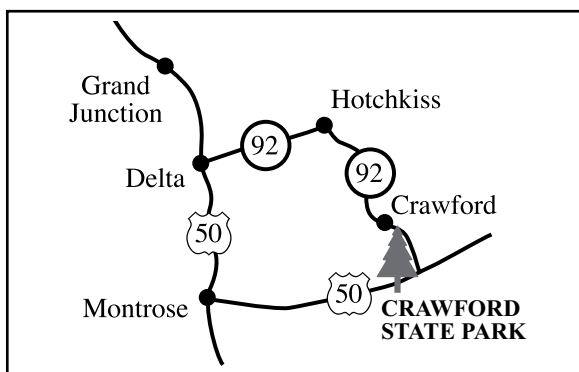 Grand
Junction
Hotchkiss
92
Delta
92
Crawford
50
Montrose
50
CRAWFORD
STATE PARK